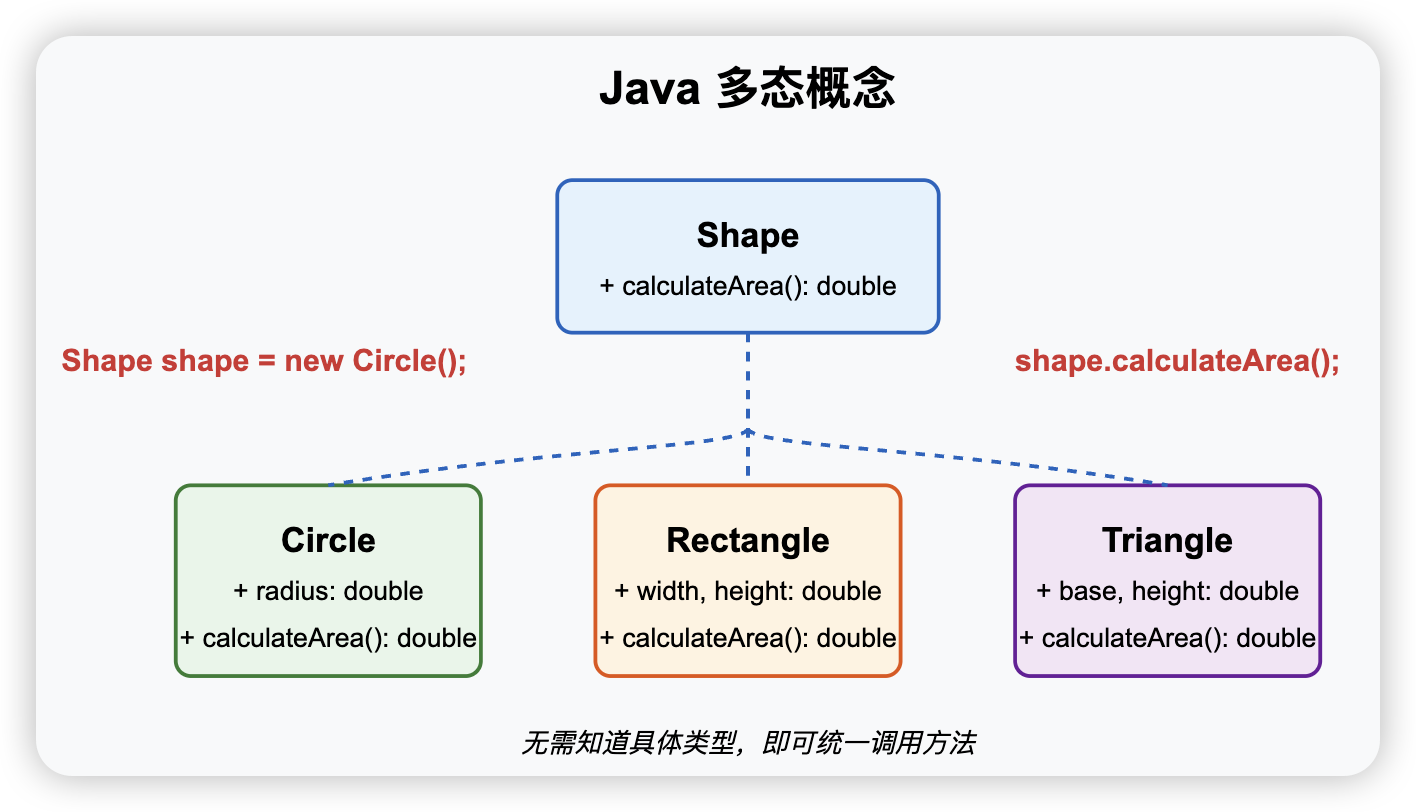 Java 多态概念
Shape
+ calculateArea(): double
Shape shape = new Circle();
shape.calculateArea();
Circle
+ radius: double
+ calculateArea(): double
Rectangle
+ width, height: double
+ calculateArea(): double
Triangle
+ base, height: double
+ calculateArea(): double
无需知道具体类型，即可统一调用方法